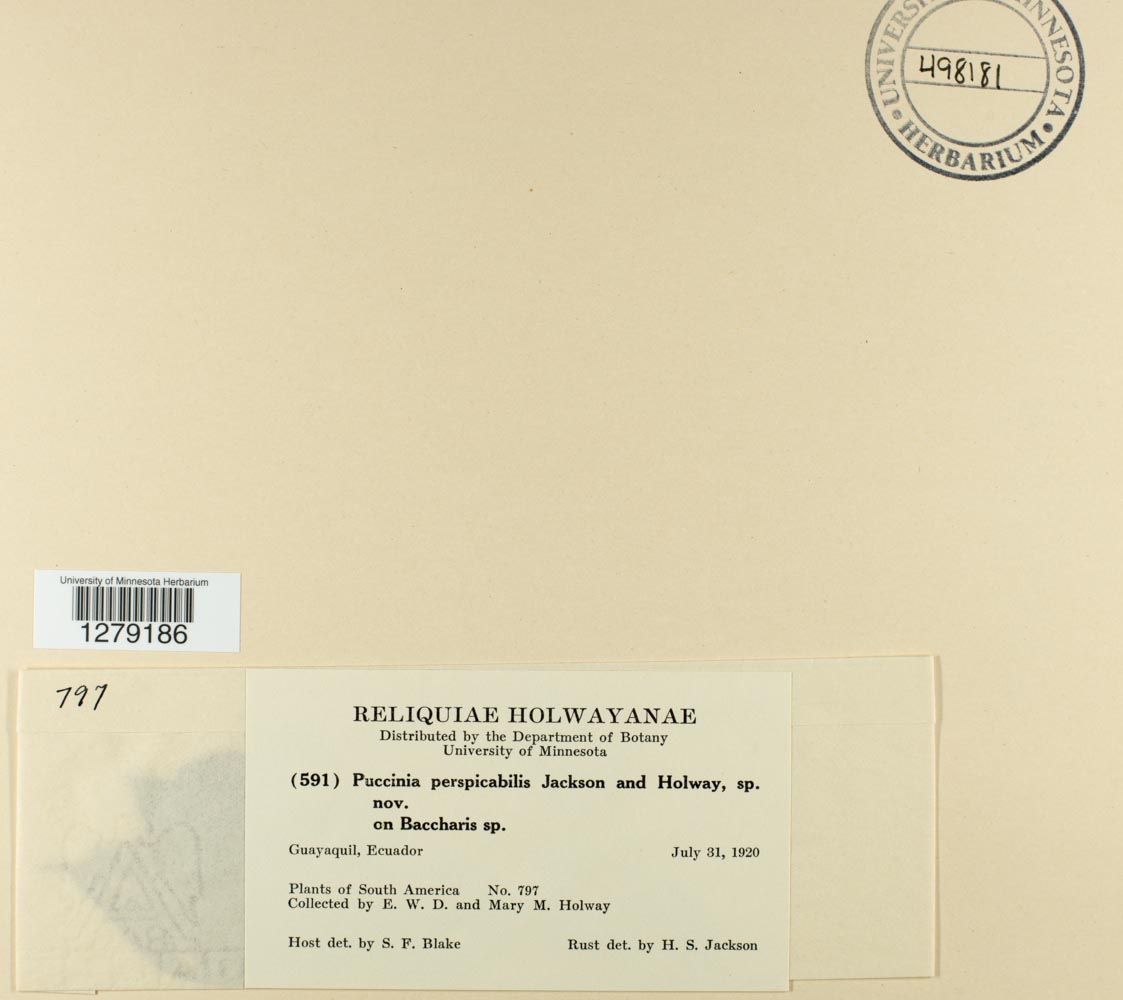 UNIVERSITY MINNESOTA
498181
HERBARIUM
University of Minnesota Herbarium
1279186
797
RELIQUIAE HOLWAYANAE
Distributed by the Department of Botany
University of Minnesota
(591) Puccinia perspicabilis Jackson and Holway, sp.
nov.
on Baccharis sp.
Guayaquil, Ecuador July 31, 1920
Plants of South America No. 797
Collected by E. W. D. and Mary M. Holway
Host det. by S. F. Blake Rust det. by H. S. Jackson